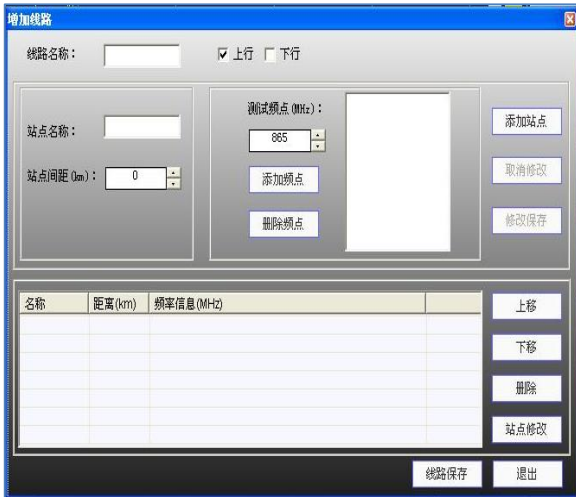 增加线路
线路名称： 上行 下行
测试频点(MHz)：
站点名称： 865 添加站点
站点间距(km)： 0 添加频点 取消修改
删除频点 修改保存
名称 距离(km) 频率信息(MHz) 上移
下移
删除
站点修改
线路保存 退出